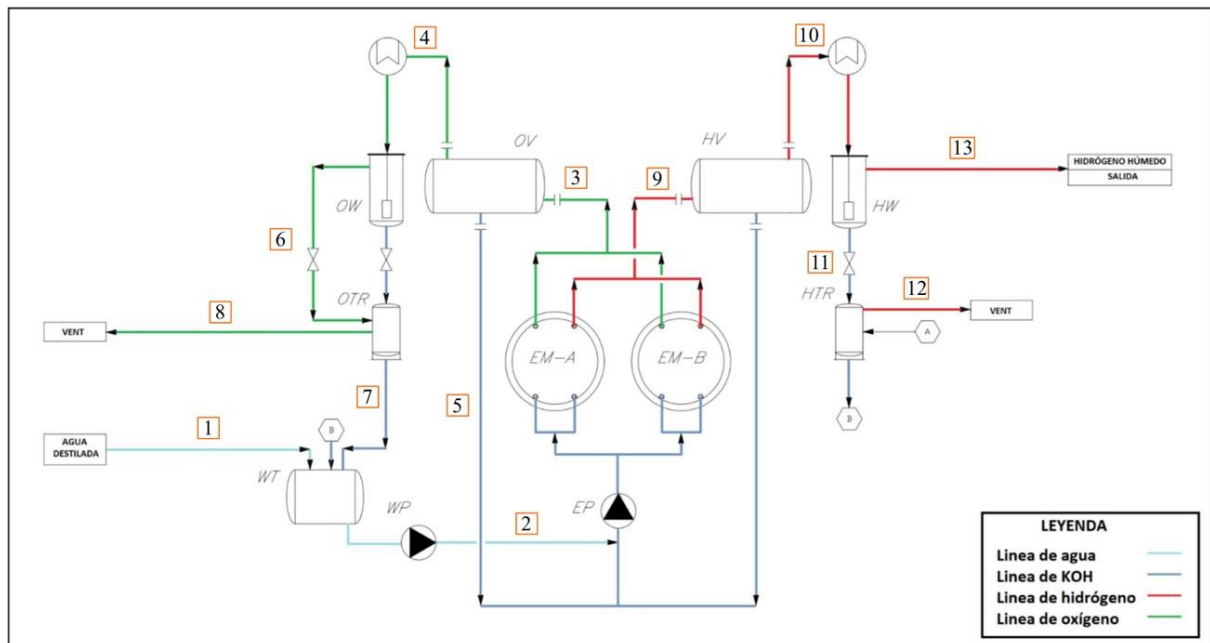 4
10
OV
HV
13
HIDRÓGENO HÚMEDO
SALIDA
3
9
OW
HW
6
11
OTR
HTR
12
8
VENT
VENT
A
EM-A
EM-B
7
5
1
B
B
AGUA
DESTILADA
WT
WP
2
EP
LEYENDA
Linea de agua
Linea de KOH
Linea de hidrógeno
Linea de oxígeno